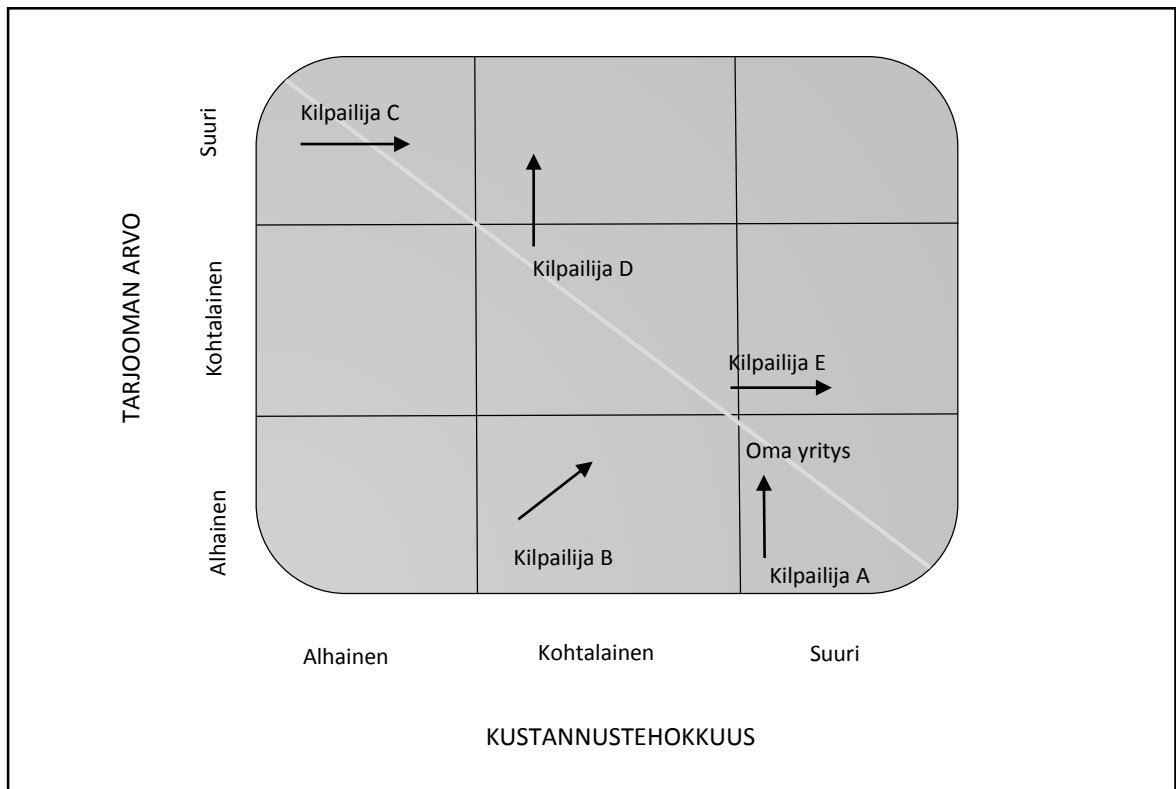 Kilpailija C
Suuri
TARJOOMAN ARVO
Kilpailija D
Kohtalainen
Kilpailija E
Oma yritys
Alhainen
Kilpailija B
Kilpailija A
Alhainen
Kohtalainen
Suuri
KUSTANNUSTEHOKKUUS